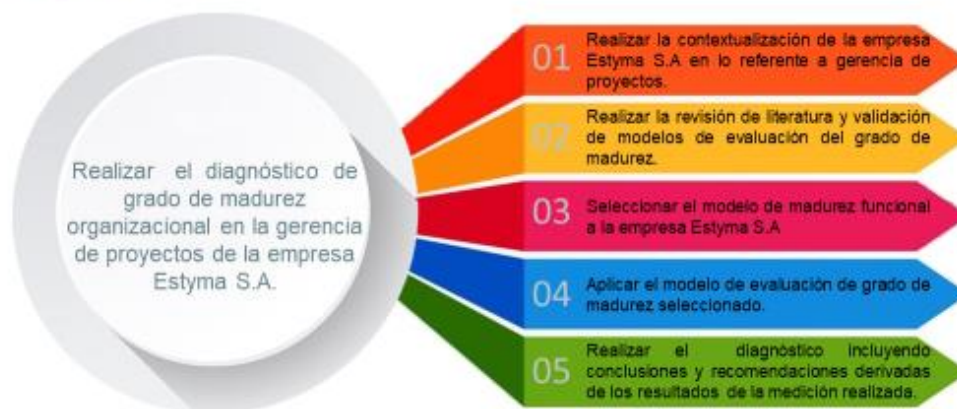 Realizar el diagnóstico de
grado de madurez
organizacional en la gerencia
de proyectos de la empresa
Estyma S.A.
01
Realizar la contextualización de la empresa
Estyma S.A en lo referente a gerencia de
proyectos.
02
Realizar la revisión de literatura y validación
de modelos de evaluación del grado de
madurez.
03
Seleccionar el modelo de madurez funcional
a la empresa Estyma S.A
04
Aplicar el modelo de evaluación de grado de
madurez seleccionado.
05
Realizar el diagnóstico incluyendo
conclusiones y recomendaciones derivadas
de los resultados de la medición realizada.